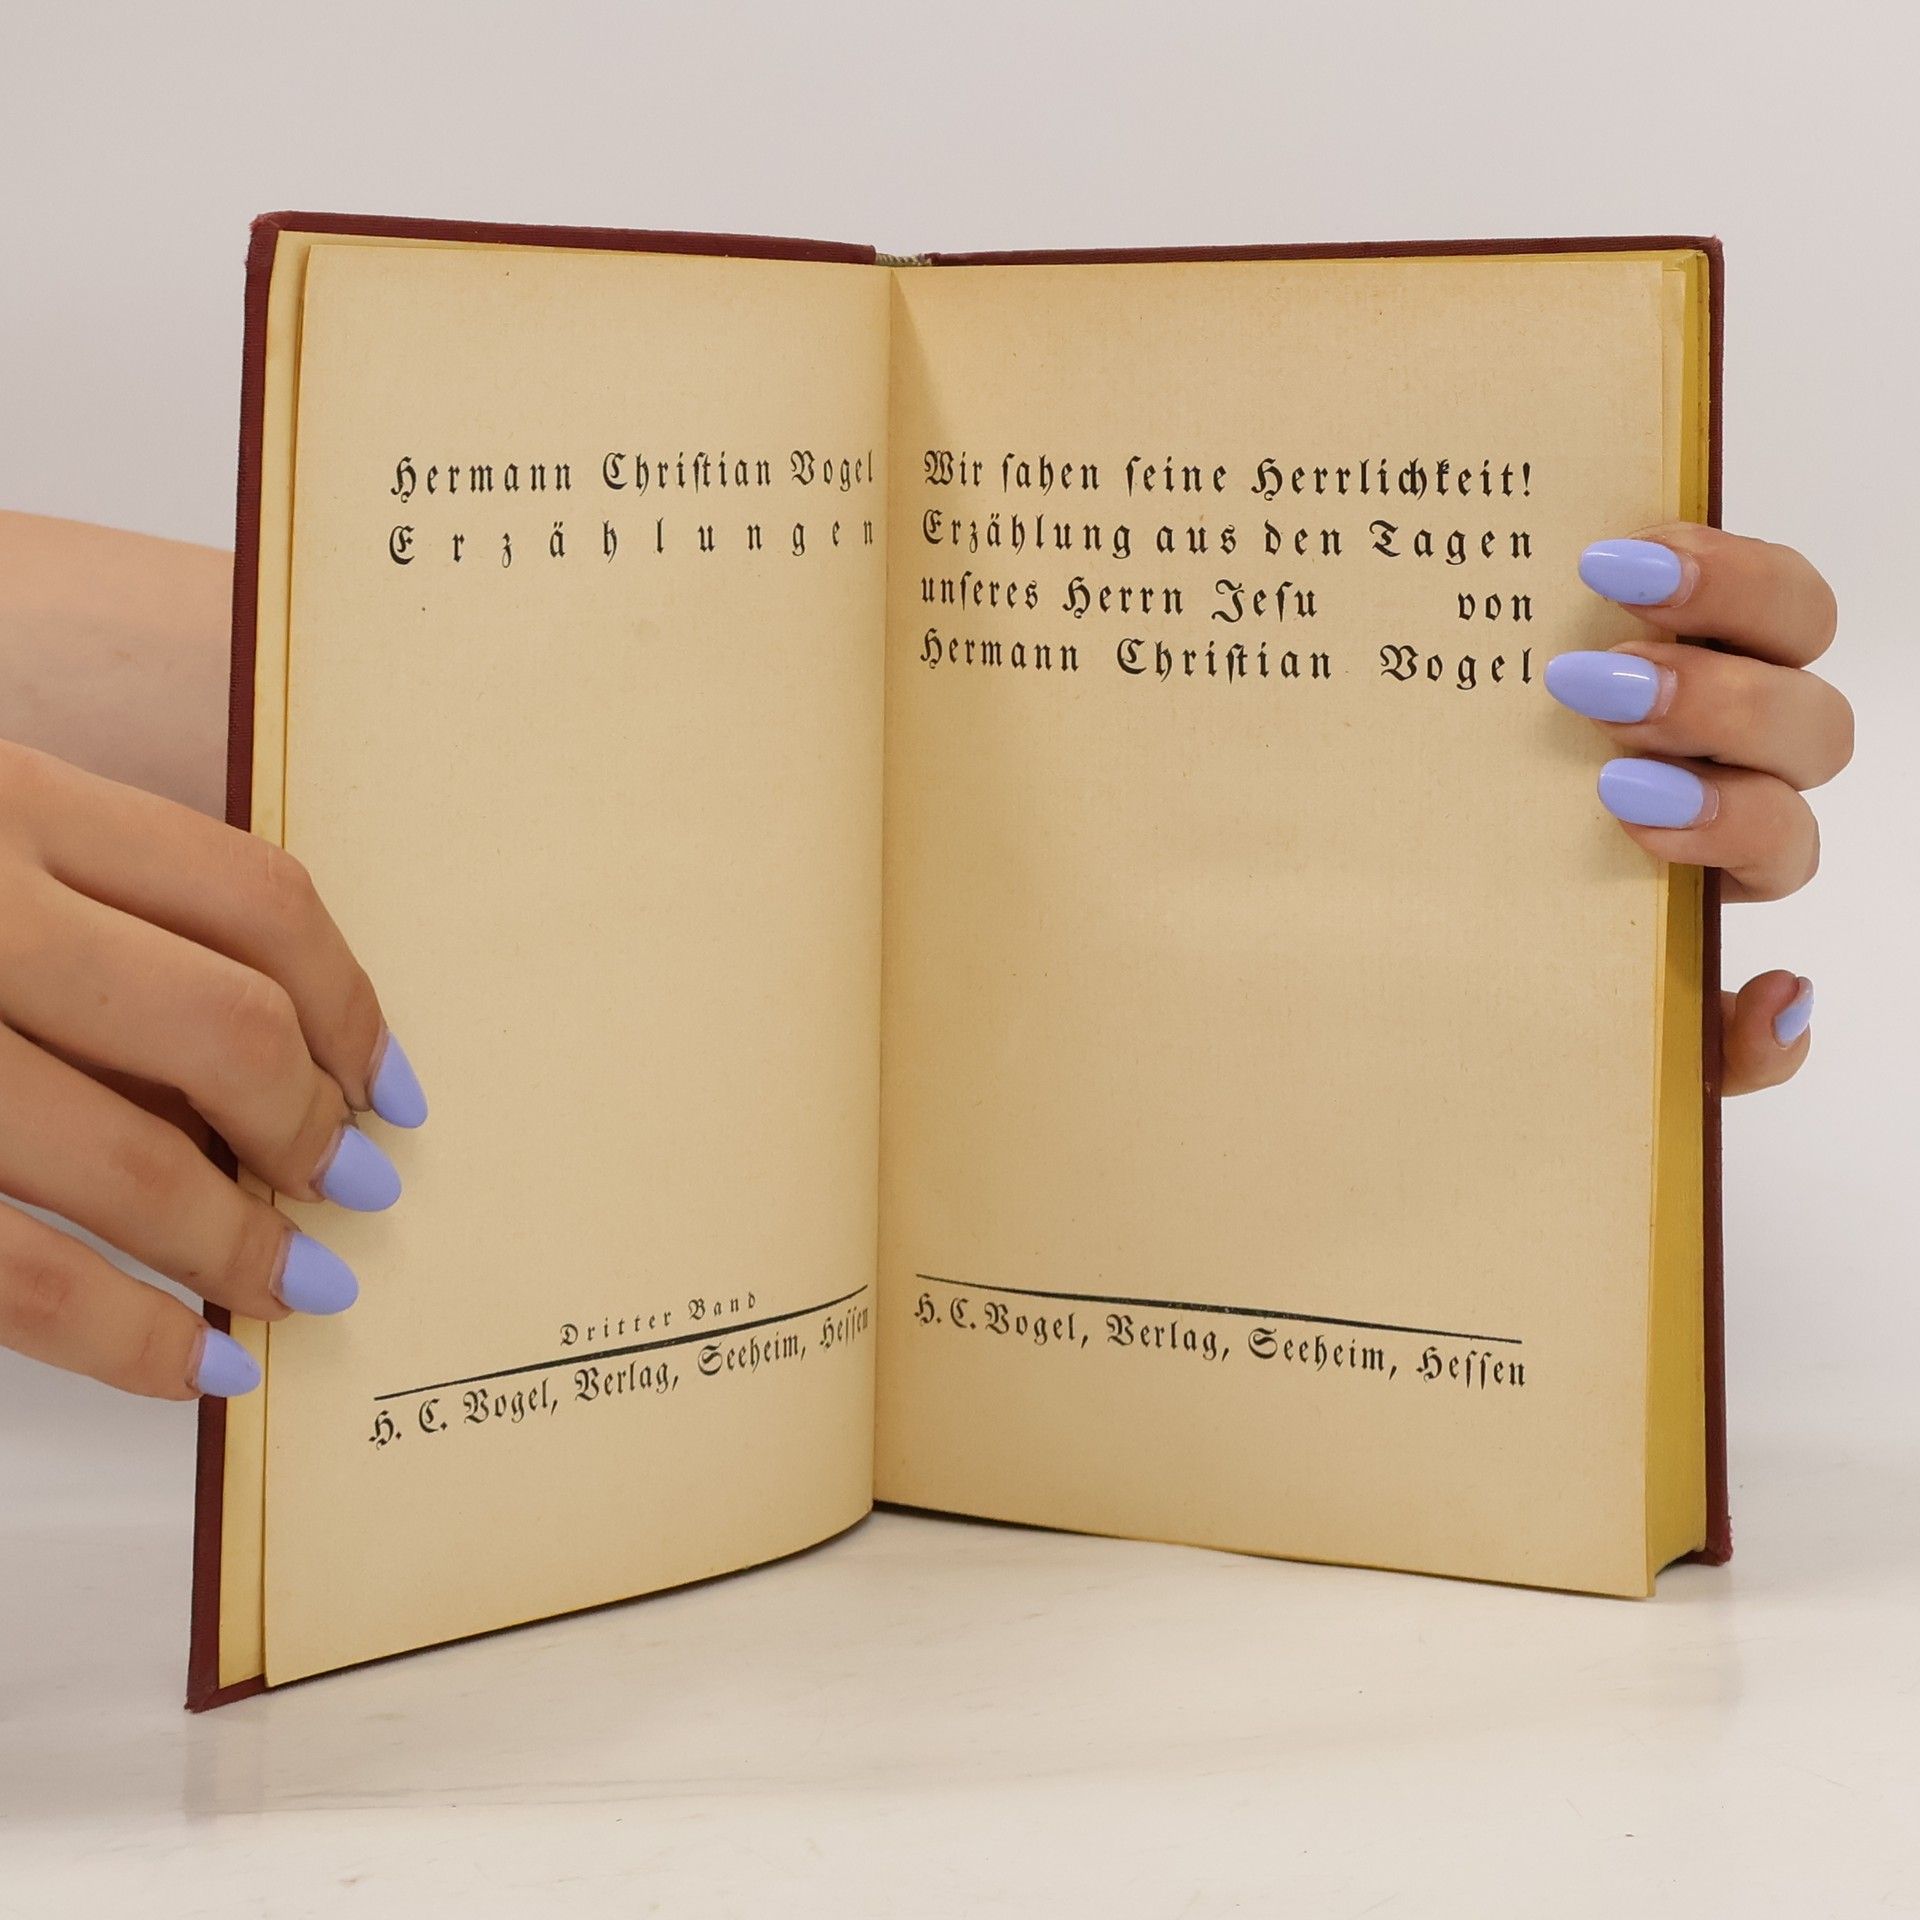 Hermann Chriſtian Vogel
Erzählungen
Dritter Band
H. C. Vogel, Verlag, Seeheim, Heſſen
Wir ſahen ſeine Herrlichkeit!
Erzählung aus den Tagen
unſeres Herrn Jeſu von
Hermann Chriſtian Vogel
H. C. Vogel, Verlag, Seeheim, Heſſen